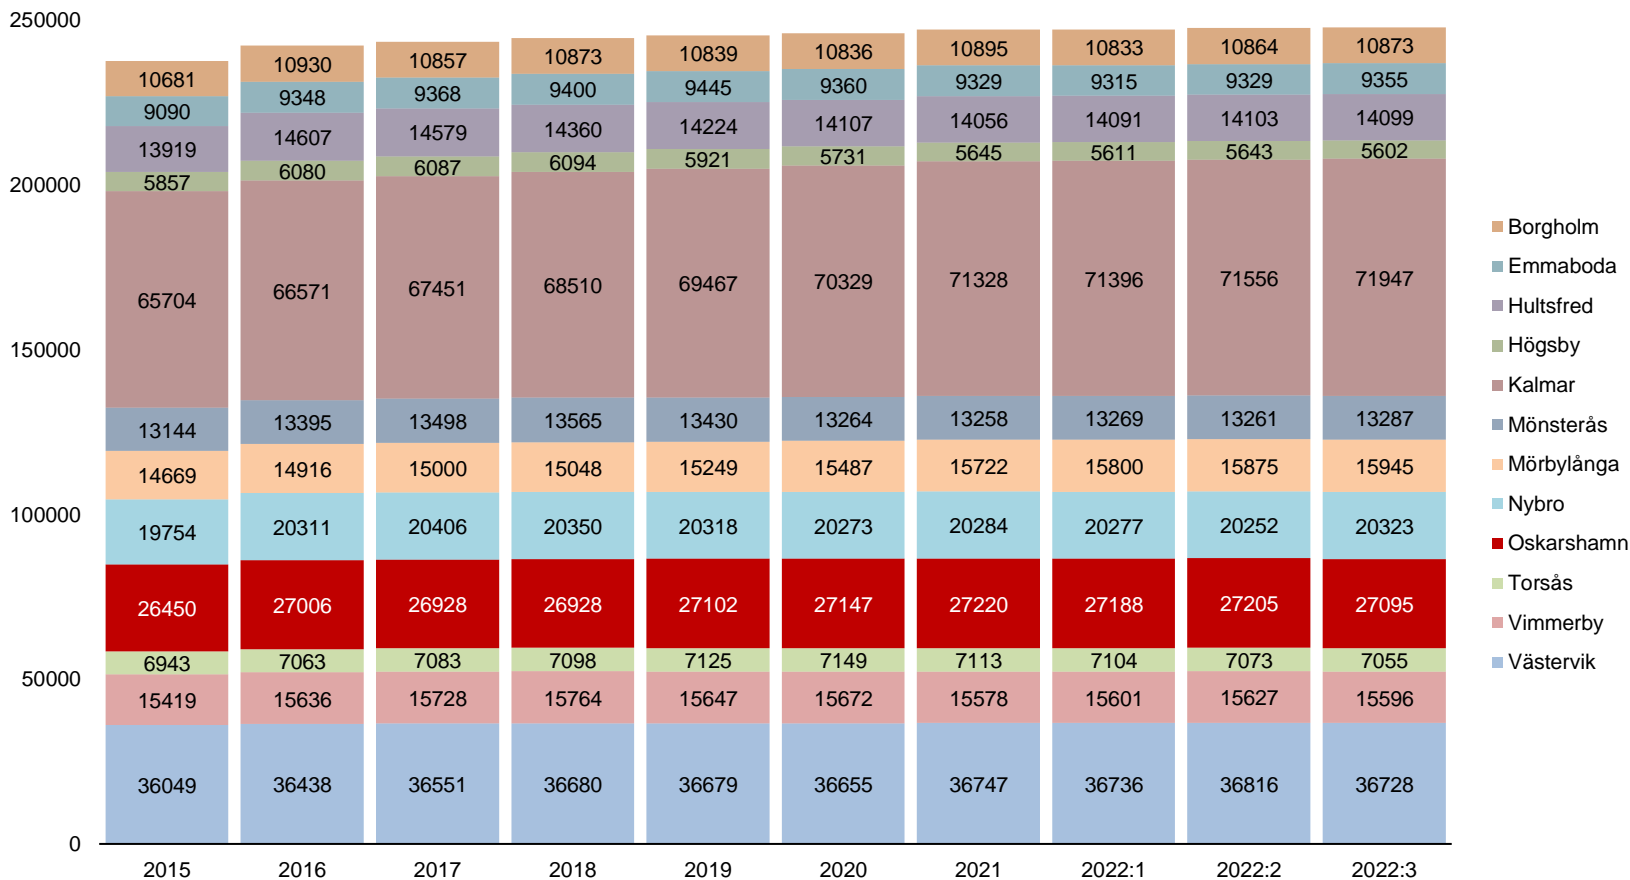 250000
200000
150000
100000
50000
0
10681 10930 10857 10873 10839 10836 10895 10833 10864 10873
9090 9348 9368 9400 9445 9360 9329 9315 9329 9355
13919 14607 14579 14360 14224 14107 14056 14091 14103 14099
5857 6080 6087 6094 5921 5731 5645 5611 5643 5602
65704 66571 67451 68510 69467 70329 71328 71396 71556 71947
13144 13395 13498 13565 13430 13264 13258 13269 13261 13287
14669 14916 15000 15048 15249 15487 15722 15800 15875 15945
19754 20311 20406 20350 20318 20273 20284 20277 20252 20323
26450 27006 26928 26928 27102 27147 27220 27188 27205 27095
6943 7063 7083 7098 7125 7149 7113 7104 7073 7055
15419 15636 15728 15764 15647 15672 15578 15601 15627 15596
36049 36438 36551 36680 36679 36655 36747 36736 36816 36728
2015 2016 2017 2018 2019 2020 2021 2022:1 2022:2 2022:3
Borgholm
Emmaboda
Hultsfred
Högsby
Kalmar
Mönsterås
Mörbylånga
Nybro
Oskarshamn
Torsås
Vimmerby
Västervik